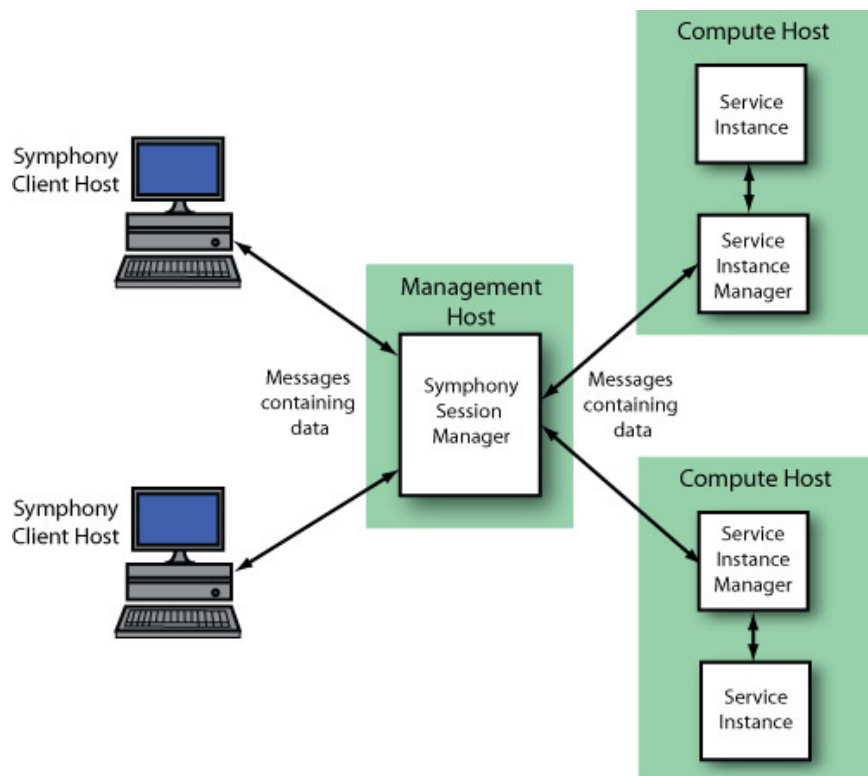 Compute Host
Service
Instance
Symphony
Client Host
Service
Instance
Manager
Management
Host
Symphony
Session
Manager
Messages
containing
data
Messages
containing
data
Symphony
Client Host
Compute Host
Service
Instance
Manager
Service
Instance